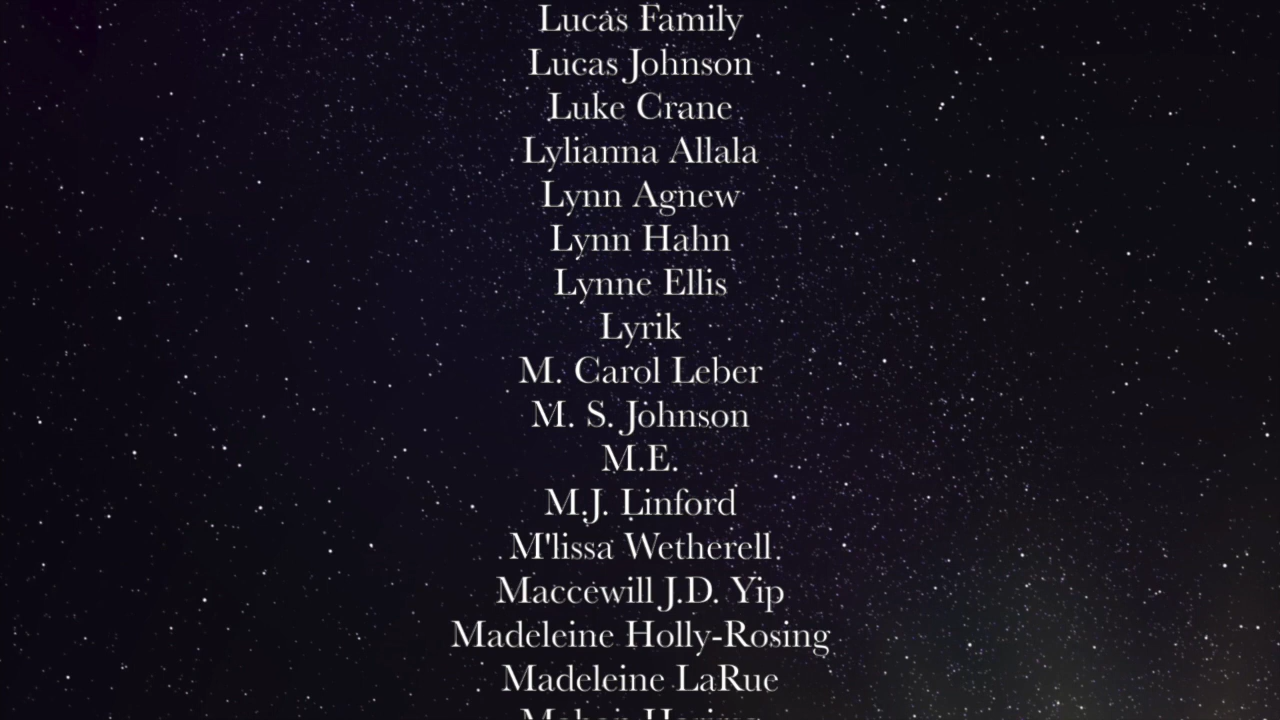 Lucas Family
Lucas Johnson
Luke Crane
Lylianna Allala
Lynn Agnew
Lynn Hahn
Lynne Ellis
Lyrik
M. Carol Leber
M. S. Johnson
M.E.
M.J. Linford
M'lissa Wetherell
Maccewill J.D. Yip
Madeleine Holly-Rosing
Madeleine LaRue